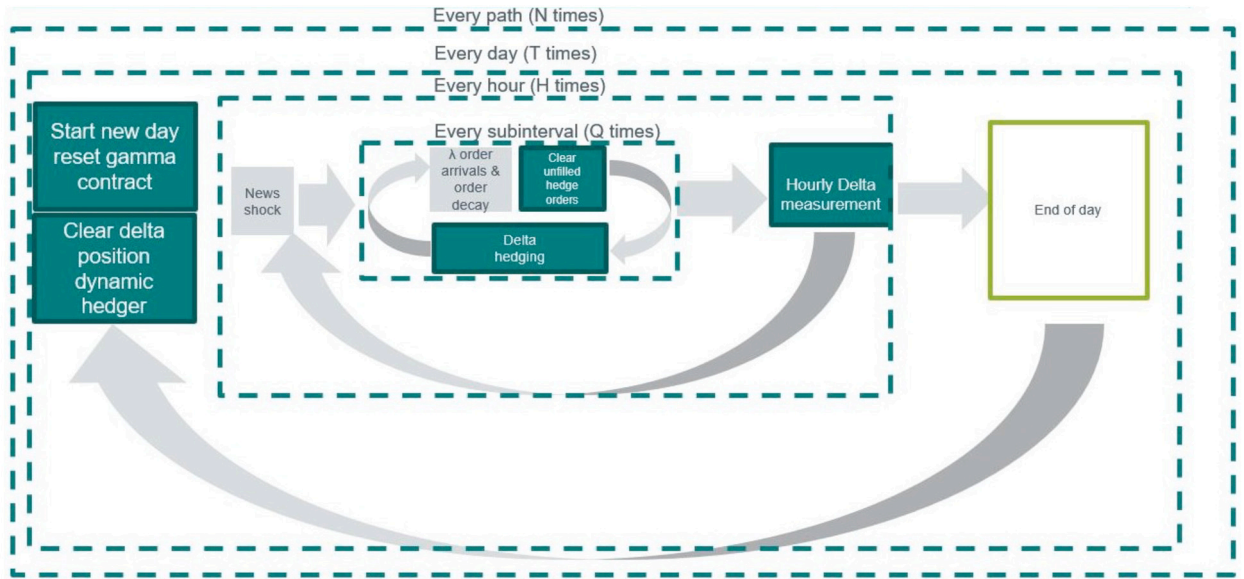 Every path (N times)
Every day (T times)
Every hour (H times)
Every subinterval (Q times)
Start new day
reset gamma
contract
Clear delta
position
dynamic
hedger
News
shock
λ order
arrivals &
order
decay
Clear
unfilled
hedge
orders
Delta
hedging
Hourly Delta
measurement
End of day